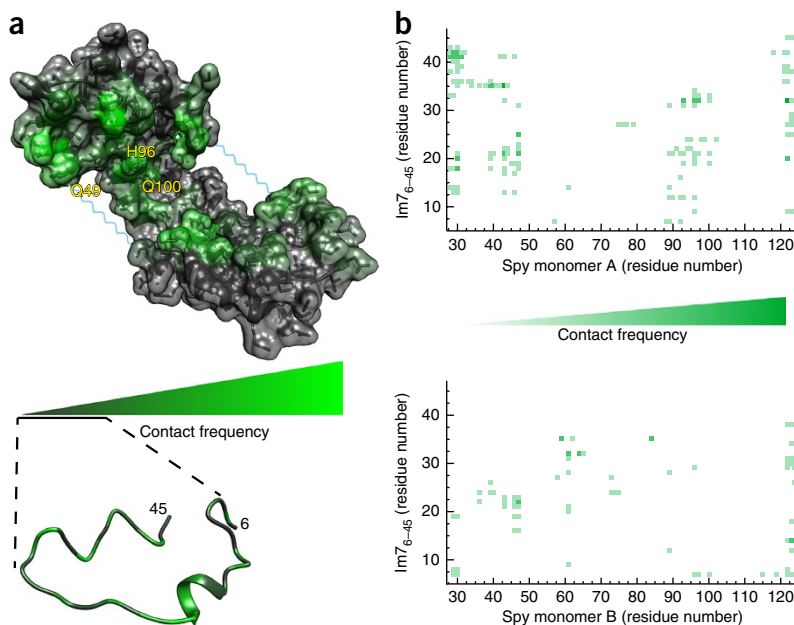 a
H96
Q49
Q100
Contact frequency
45
6
b
Im7₆₋₄₅ (residue number)
40
30
20
10
30 40 50 60 70 80 90 100 110 120
Spy monomer A (residue number)
Contact frequency
Im7₆₋₄₅ (residue number)
40
30
20
10
30 40 50 60 70 80 90 100 110 120
Spy monomer B (residue number)